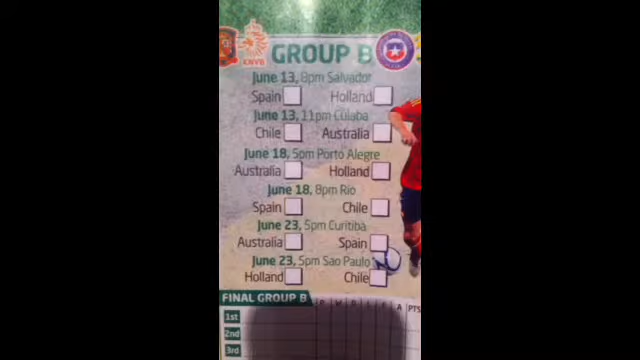 KNVB
GROUP B
June 13, 8pm Salvador
Spain Holland
June 13, 11pm Cuiaba
Chile Australia
June 18, 5pm Porto Alegre
Australia Holland
June 18, 8pm Rio
Spain Chile
June 23, 5pm Curitiba
Australia Spain
June 23, 5pm Sao Paulo
Holland Chile
FINAL GROUP B P W D L F A PTS
1st
2nd
3rd